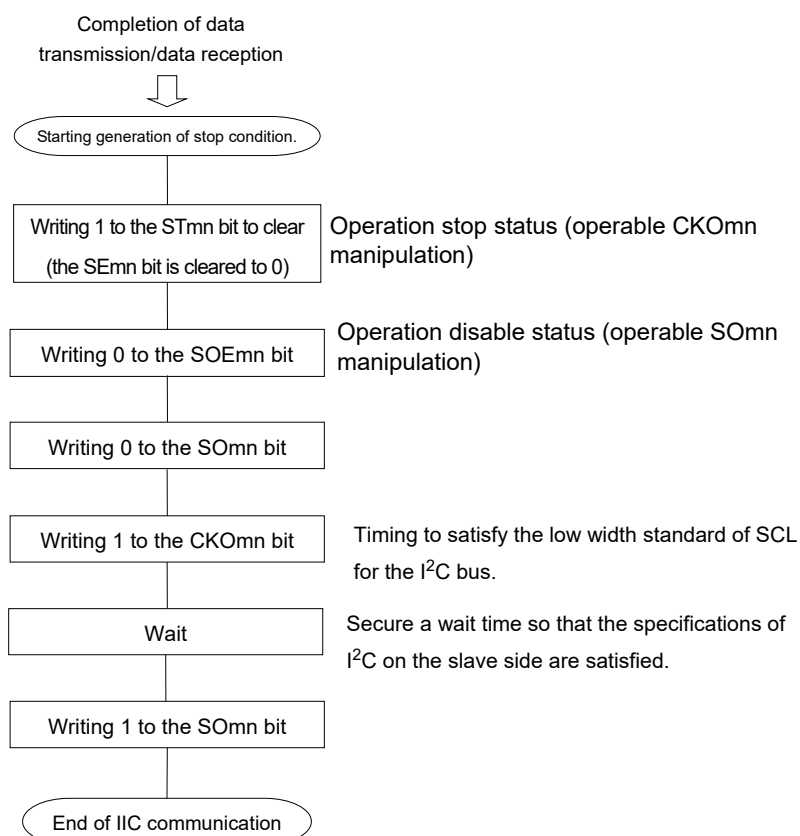 Completion of data
transmission/data reception
Starting generation of stop condition.
Writing 1 to the STmn bit to clear
(the SEmn bit is cleared to 0)
Operation stop status (operable CKOmn
manipulation)
Writing 0 to the SOEmn bit
Operation disable status (operable SOmn
manipulation)
Writing 0 to the SOmn bit
Writing 1 to the CKOmn bit
Timing to satisfy the low width standard of SCL
for the I²C bus.
Wait
Secure a wait time so that the specifications of
I²C on the slave side are satisfied.
Writing 1 to the SOmn bit
End of IIC communication